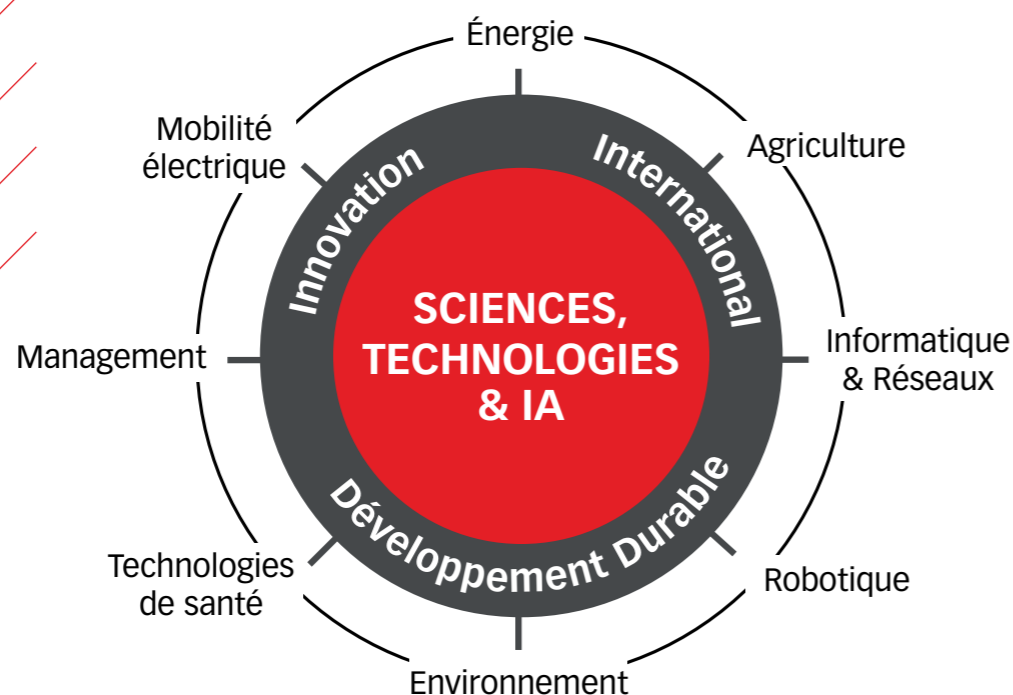 Énergie
Mobilité
électrique
Agriculture
Innovation
International
SCIENCES,
TECHNOLOGIES
& IA
Management
Informatique
& Réseaux
Développement Durable
Technologies
de santé
Robotique
Environnement